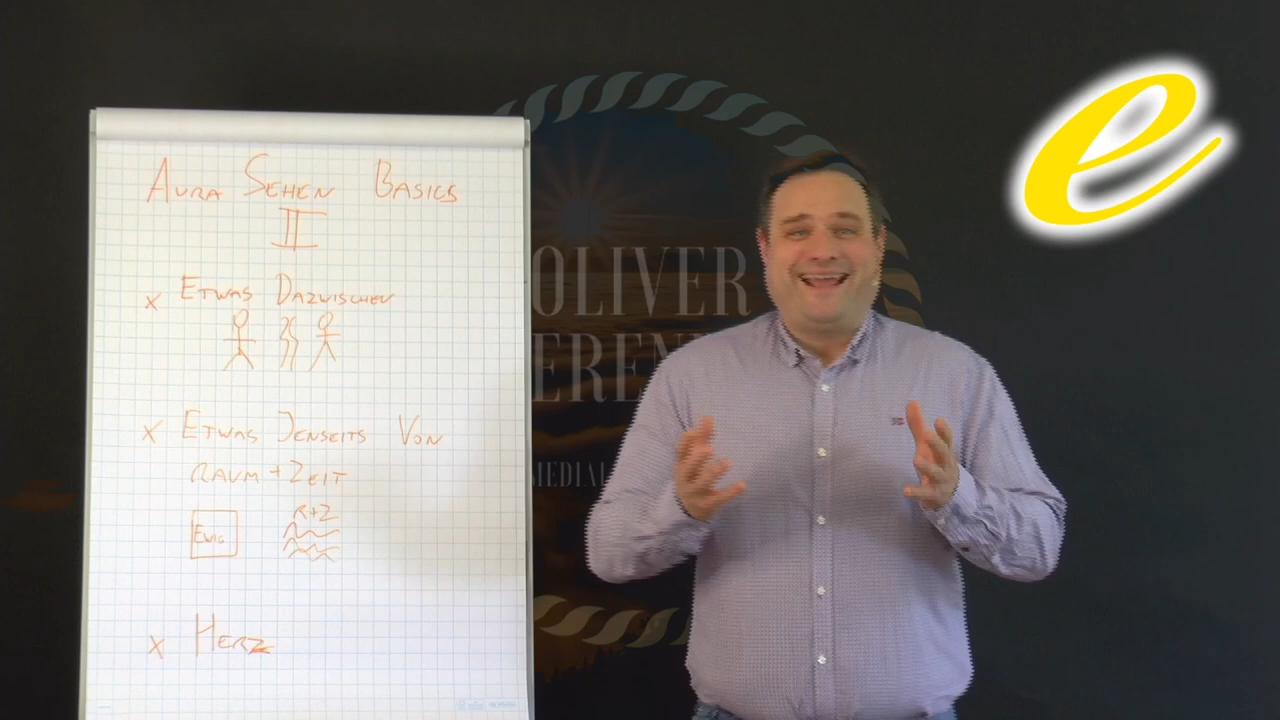 AURA SEHEN BASICS
II
x ETWAS DAZWISCHEN
x ETWAS JENSEITS VON
RAUM + ZEIT
R+Z
EWIG
x HERZ
OLIVER
MEDIAL
e